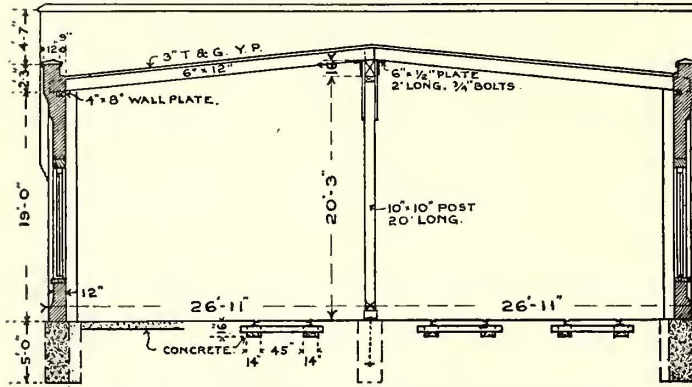 4'-7"
9"
12"
3" T & G. Y. P.
6" × 12"
16"
6" × 1/2" PLATE
2' LONG. 3/4" BOLTS.
2'-3"
4" × 8" WALL PLATE.
19'-0"
20'-3"
10" × 10" POST
20' LONG.
12"
26'-11"
26'-11"
5'-0"
CONCRETE
16"
14" 45" 14"